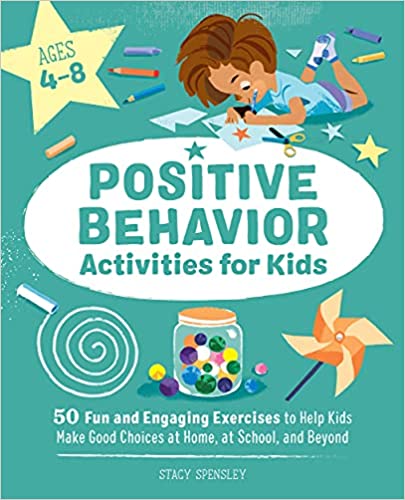 AGES
4–8
POSITIVE
BEHAVIOR
Activities for Kids
50 Fun and Engaging Exercises to Help Kids
Make Good Choices at Home, at School, and Beyond
STACY SPENSLEY